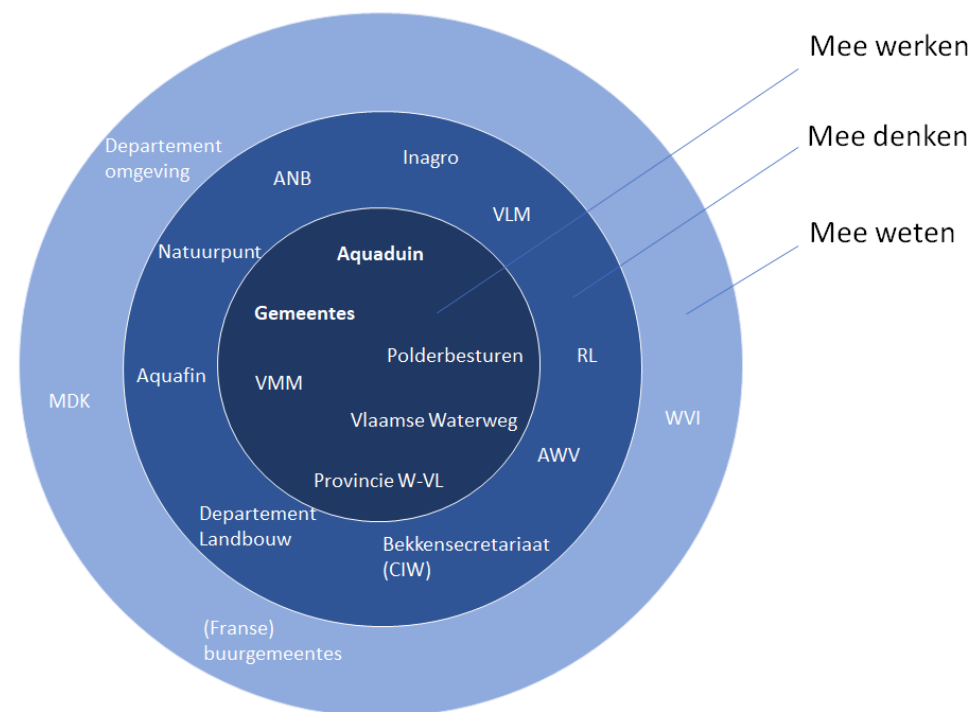 Mee werken
Mee denken
Mee weten
Departement
omgeving
ANB
Inagro
VLM
Natuurpunt
Aquaduin
Gemeentes
Polderbesturen
RL
Aquafin
VMM
MDK
Vlaamse Waterweg
WVI
AWV
Provincie W-VL
Departement
Landbouw
Bekkensecretariaat
(CIW)
(Franse)
buurgemeentes